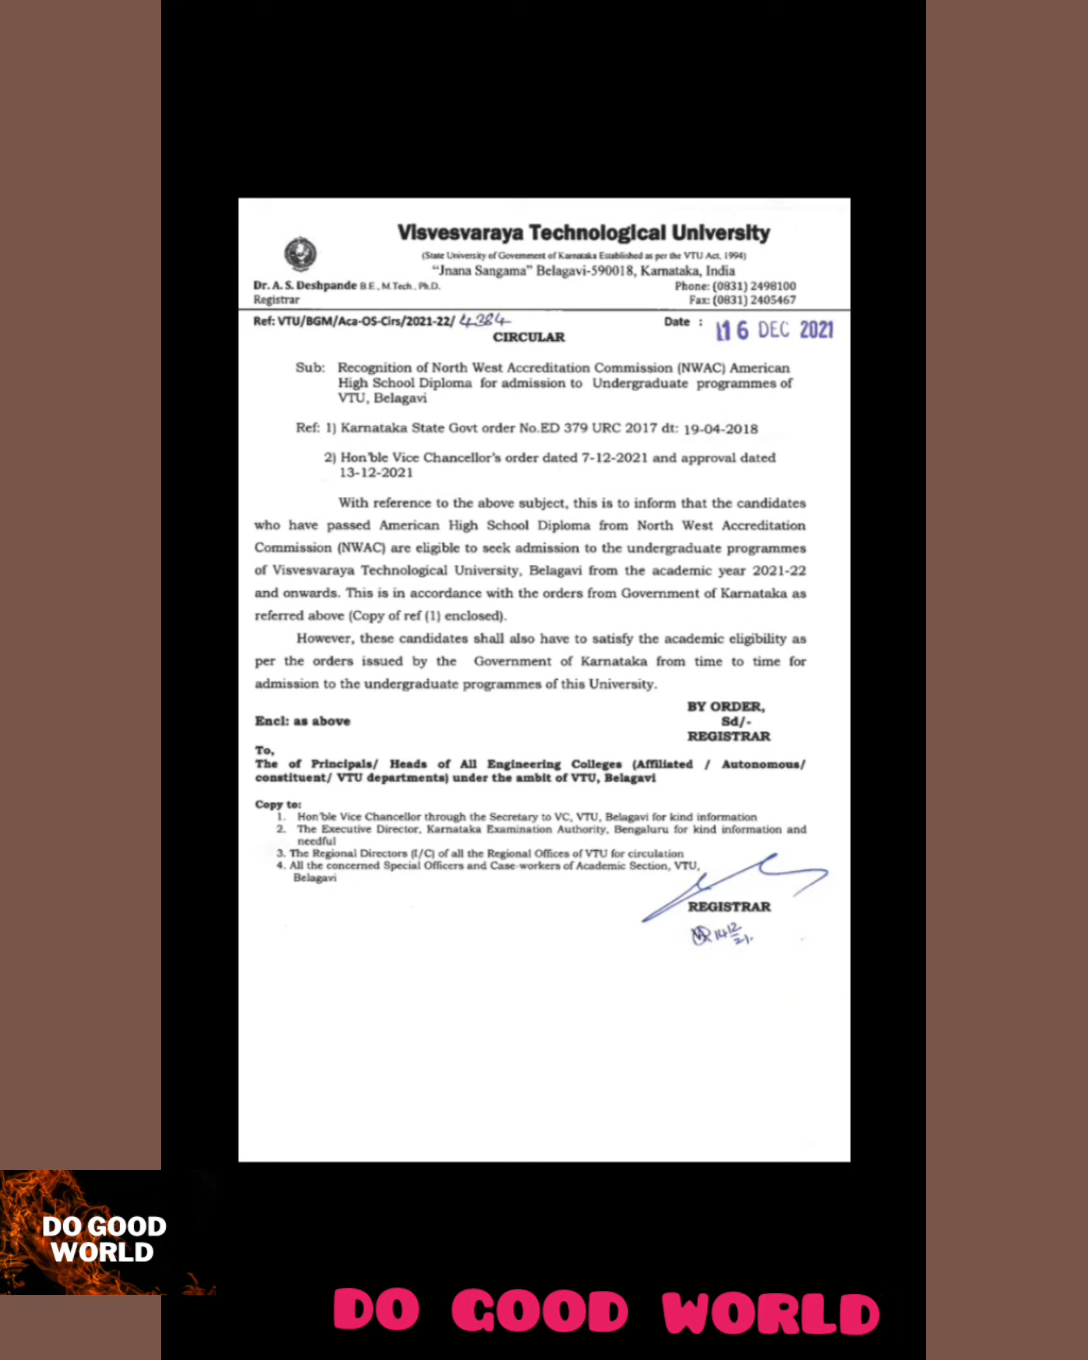 Visvesvaraya Technological University
(State University of Government of Karnataka Established as per the VTU Act, 1994)
"Jnana Sangama" Belagavi-590018, Karnataka, India
Dr. A. S. Deshpande B.E., M.Tech., Ph.D.
Registrar
Phone: (0831) 2498100
Fax: (0831) 2405467
Ref: VTU/BGM/Aca-OS-Cirs/2021-22/ 4384
Date : 16 DEC 2021
CIRCULAR
Sub: Recognition of North West Accreditation Commission (NWAC) American
High School Diploma for admission to Undergraduate programmes of
VTU, Belagavi
Ref: 1) Karnataka State Govt order No.ED 379 URC 2017 dt: 19-04-2018
2) Hon'ble Vice Chancellor's order dated 7-12-2021 and approval dated
13-12-2021
With reference to the above subject, this is to inform that the candidates
who have passed American High School Diploma from North West Accreditation
Commission (NWAC) are eligible to seek admission to the undergraduate programmes
of Visvesvaraya Technological University, Belagavi from the academic year 2021-22
and onwards. This is in accordance with the orders from Government of Karnataka as
referred above (Copy of ref (1) enclosed).
However, these candidates shall also have to satisfy the academic eligibility as
per the orders issued by the Government of Karnataka from time to time for
admission to the undergraduate programmes of this University.
BY ORDER,
Encl: as above
Sd/-
REGISTRAR
To,
The of Principals/ Heads of All Engineering Colleges (Affiliated / Autonomous/
constituent/ VTU departments) under the ambit of VTU, Belagavi
Copy to:
1. Hon'ble Vice Chancellor through the Secretary to VC, VTU, Belagavi for kind information
2. The Executive Director, Karnataka Examination Authority, Bengaluru for kind information and
needful
3. The Regional Directors (I/C) of all the Regional Offices of VTU for circulation
4. All the concerned Special Officers and Case-workers of Academic Section, VTU,
Belagavi
REGISTRAR
DO GOOD
WORLD
DO GOOD WORLD